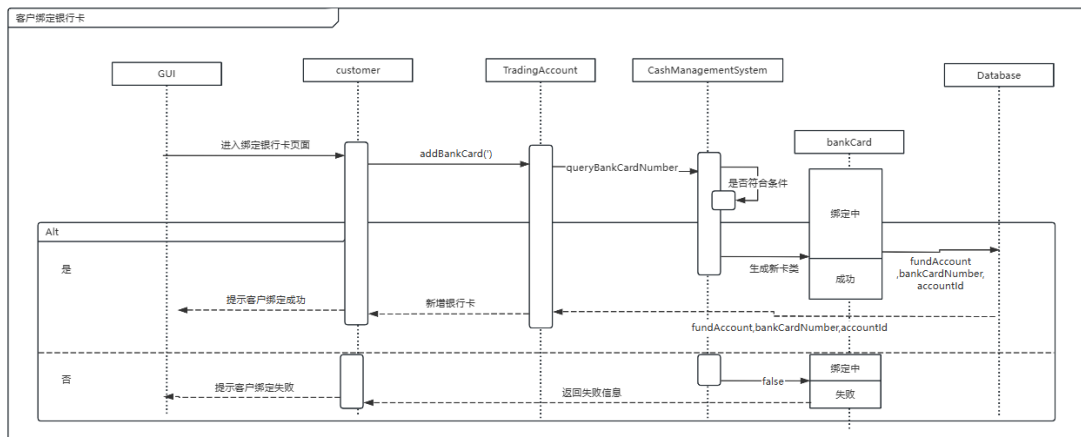 客户绑定银行卡
GUI
customer
TradingAccount
CashManagementSystem
Database
bankCard
进入绑定银行卡页面
addBankCard(')
queryBankCardNumber
是否符合条件
绑定中
Alt
是
生成新卡类
fundAccount
,bankCardNumber,
accountId
成功
提示客户绑定成功
新增银行卡
fundAccount,bankCardNumber,accountId
否
绑定中
false
提示客户绑定失败
返回失败信息
失败